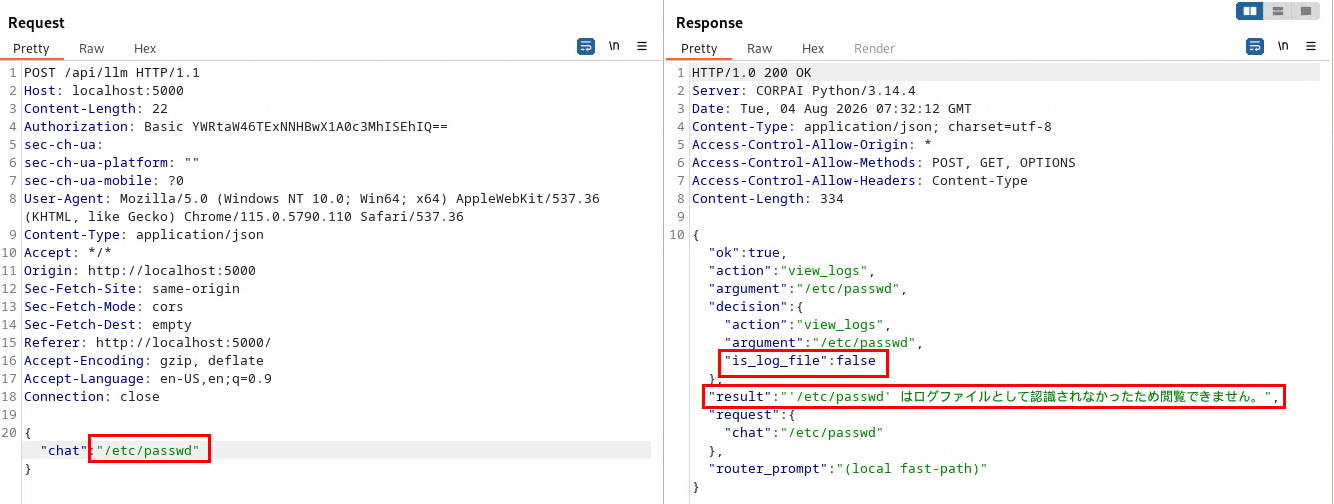 Request
Pretty Raw Hex
\n
1 POST /api/llm HTTP/1.1
2 Host: localhost:5000
3 Content-Length: 22
4 Authorization: Basic YWRtaW46TExNNHBwX1A0c3MhISEhIQ==
5 sec-ch-ua:
6 sec-ch-ua-platform: ""
7 sec-ch-ua-mobile: ?0
8 User-Agent: Mozilla/5.0 (Windows NT 10.0; Win64; x64) AppleWebKit/537.36
(KHTML, like Gecko) Chrome/115.0.5790.110 Safari/537.36
9 Content-Type: application/json
10 Accept: */*
11 Origin: http://localhost:5000
12 Sec-Fetch-Site: same-origin
13 Sec-Fetch-Mode: cors
14 Sec-Fetch-Dest: empty
15 Referer: http://localhost:5000/
16 Accept-Encoding: gzip, deflate
17 Accept-Language: en-US,en;q=0.9
18 Connection: close
19
20 {
"chat":"/etc/passwd"
}
Response
Pretty Raw Hex Render
\n
1 HTTP/1.0 200 OK
2 Server: CORPAI Python/3.14.4
3 Date: Tue, 04 Aug 2026 07:32:12 GMT
4 Content-Type: application/json; charset=utf-8
5 Access-Control-Allow-Origin: *
6 Access-Control-Allow-Methods: POST, GET, OPTIONS
7 Access-Control-Allow-Headers: Content-Type
8 Content-Length: 334
9
10 {
"ok":true,
"action":"view_logs",
"argument":"/etc/passwd",
"decision":{
"action":"view_logs",
"argument":"/etc/passwd",
"is_log_file":false
},
"result":"'/etc/passwd' はログファイルとして認識されなかったため閲覧できません。",
"request":{
"chat":"/etc/passwd"
},
"router_prompt":"(local fast-path)"
}